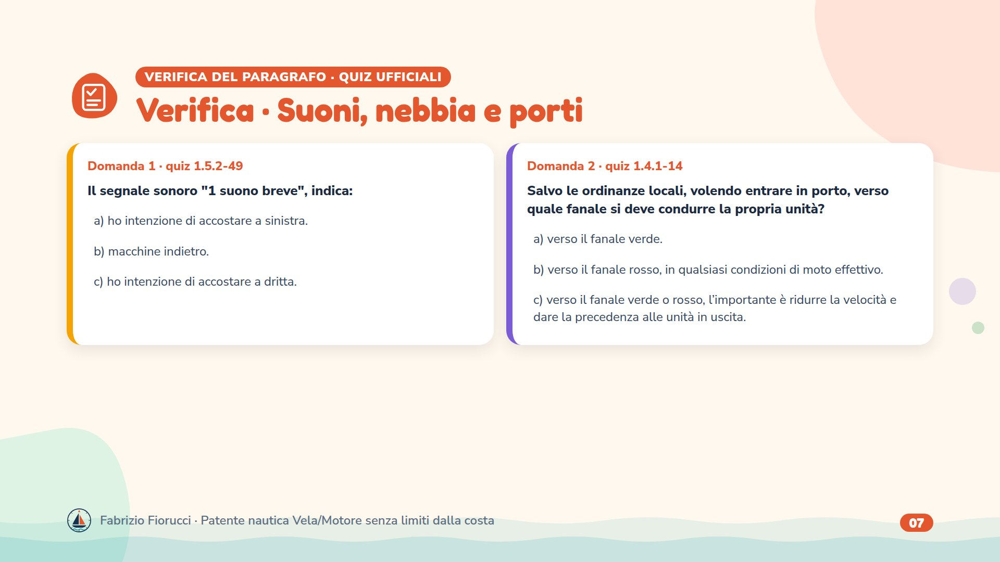 VERIFICA DEL PARAGRAFO · QUIZ UFFICIALI
Verifica · Suoni, nebbia e porti
Domanda 1 · quiz 1.5.2-49
Il segnale sonoro "1 suono breve", indica:
a) ho intenzione di accostare a sinistra.
b) macchine indietro.
c) ho intenzione di accostare a dritta.
Domanda 2 · quiz 1.4.1-14
Salvo le ordinanze locali, volendo entrare in porto, verso
quale fanale si deve condurre la propria unità?
a) verso il fanale verde.
b) verso il fanale rosso, in qualsiasi condizioni di moto effettivo.
c) verso il fanale verde o rosso, l’importante è ridurre la velocità e
dare la precedenza alle unità in uscita.
Fabrizio Fiorucci · Patente nautica Vela/Motore senza limiti dalla costa
07